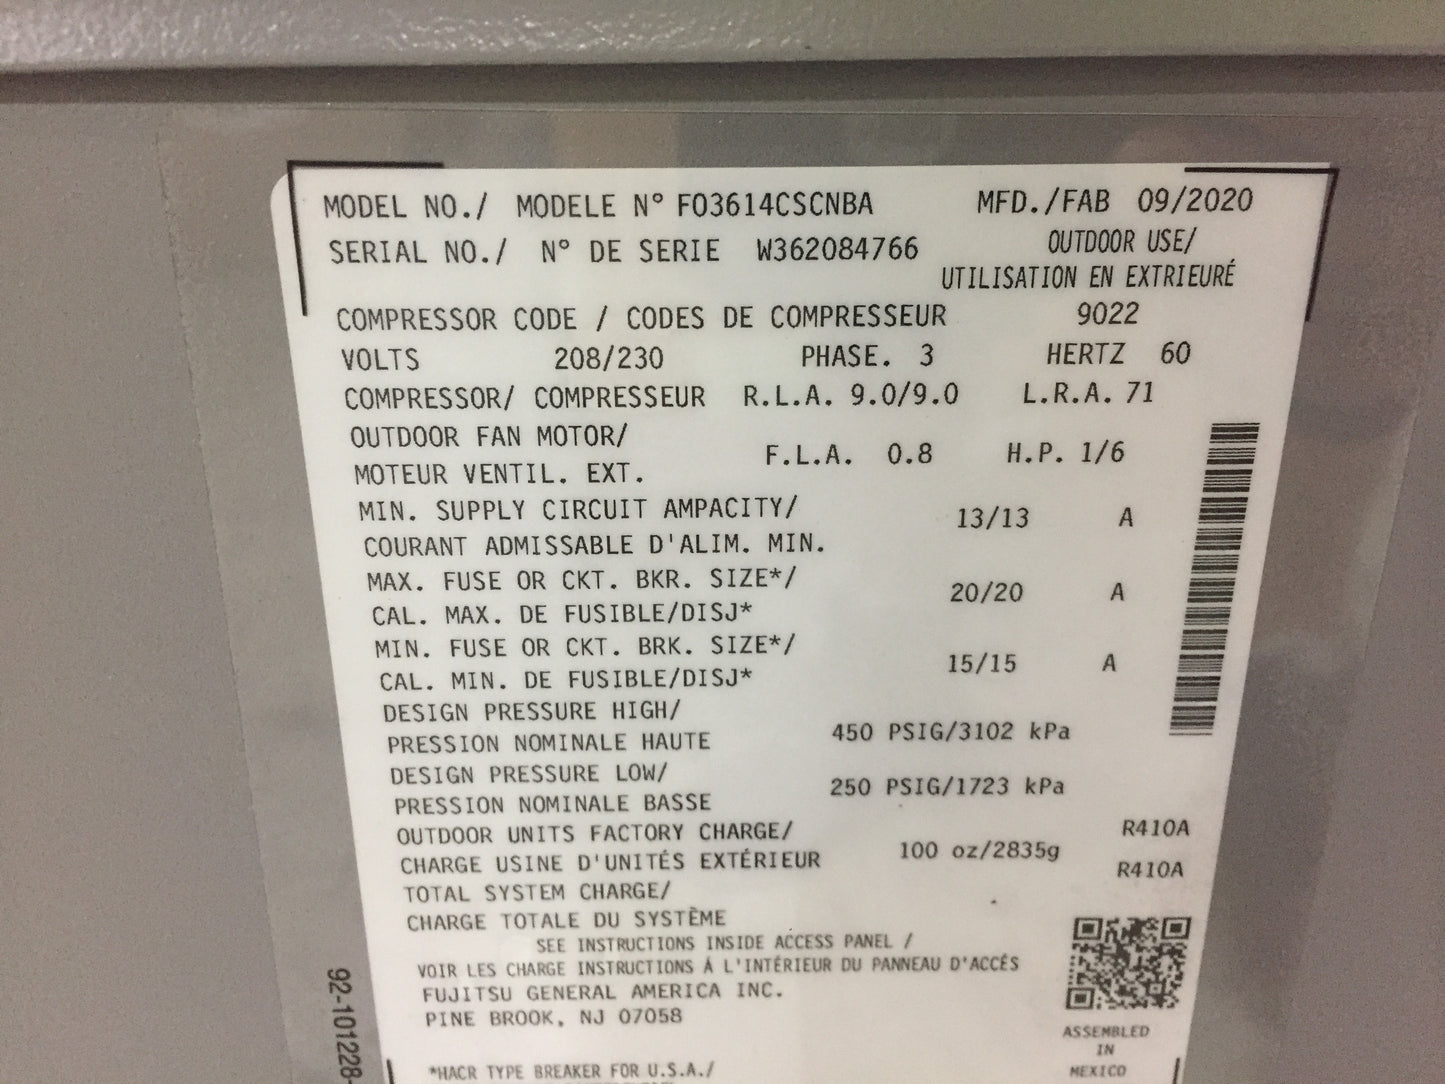 MODEL NO./ MODELE N° FO3614CSCNBA MFD./FAB 09/2020
SERIAL NO./ N° DE SERIE W362084766 OUTDOOR USE/
UTILISATION EN EXTRIEURÉ
COMPRESSOR CODE / CODES DE COMPRESSEUR 9022
VOLTS 208/230 PHASE. 3 HERTZ 60
COMPRESSOR/ COMPRESSEUR R.L.A. 9.0/9.0 L.R.A. 71
OUTDOOR FAN MOTOR/
MOTEUR VENTIL. EXT. F.L.A. 0.8 H.P. 1/6
MIN. SUPPLY CIRCUIT AMPACITY/ 13/13 A
COURANT ADMISSABLE D'ALIM. MIN.
MAX. FUSE OR CKT. BKR. SIZE*/ 20/20 A
CAL. MAX. DE FUSIBLE/DISJ*
MIN. FUSE OR CKT. BRK. SIZE*/ 15/15 A
CAL. MIN. DE FUSIBLE/DISJ*
DESIGN PRESSURE HIGH/
PRESSION NOMINALE HAUTE 450 PSIG/3102 kPa
DESIGN PRESSURE LOW/
PRESSION NOMINALE BASSE 250 PSIG/1723 kPa
OUTDOOR UNITS FACTORY CHARGE/ R410A
CHARGE USINE D'UNITÉS EXTÉRIEUR 100 oz/2835g R410A
TOTAL SYSTEM CHARGE/
CHARGE TOTALE DU SYSTÈME
SEE INSTRUCTIONS INSIDE ACCESS PANEL /
VOIR LES CHARGE INSTRUCTIONS Á L'INTÉRIEUR DU PANNEAU D'ACCÉS
FUJITSU GENERAL AMERICA INC.
PINE BROOK, NJ 07058
ASSEMBLED
IN
MEXICO
*HACR TYPE BREAKER FOR U.S.A./
92-101228-